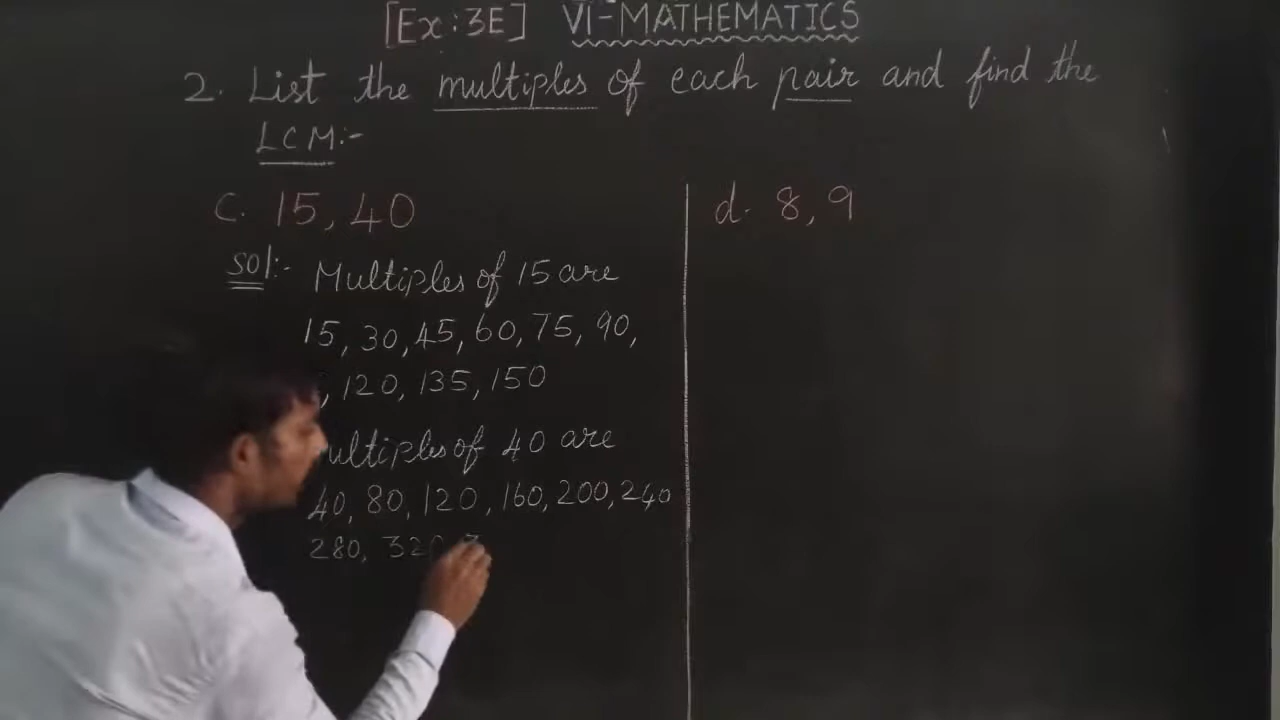 [Ex:3E] VI-MATHEMATICS
2. List the multiples of each pair and find the
LCM:-
c. 15, 40
Sol:- Multiples of 15 are
15, 30, 45, 60, 75, 90,
, 120, 135, 150
ultiples of 40 are
40, 80, 120, 160, 200, 240
280, 320, 3
d. 8, 9